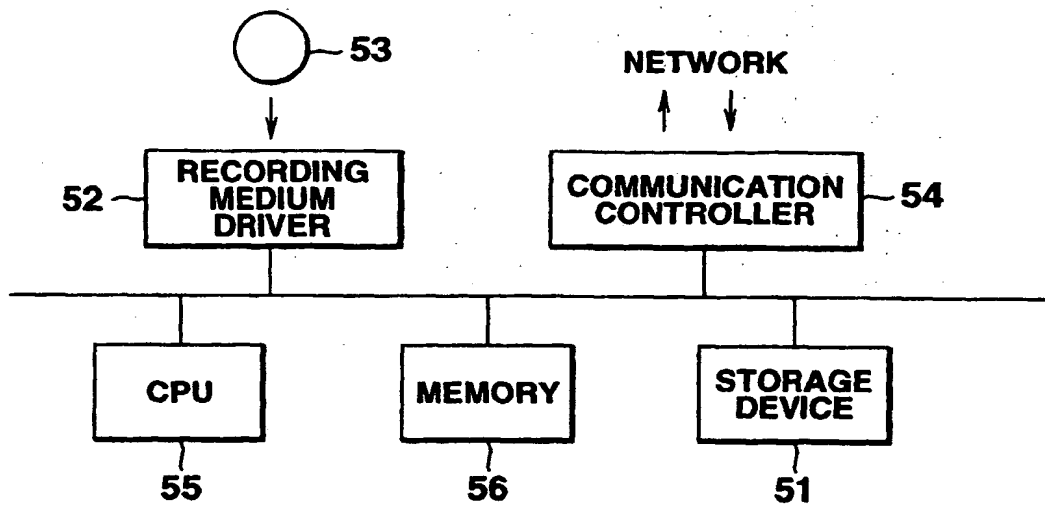 53
NETWORK
52
RECORDING
MEDIUM
DRIVER
COMMUNICATION
CONTROLLER
54
CPU
MEMORY
STORAGE
DEVICE
55
56
51